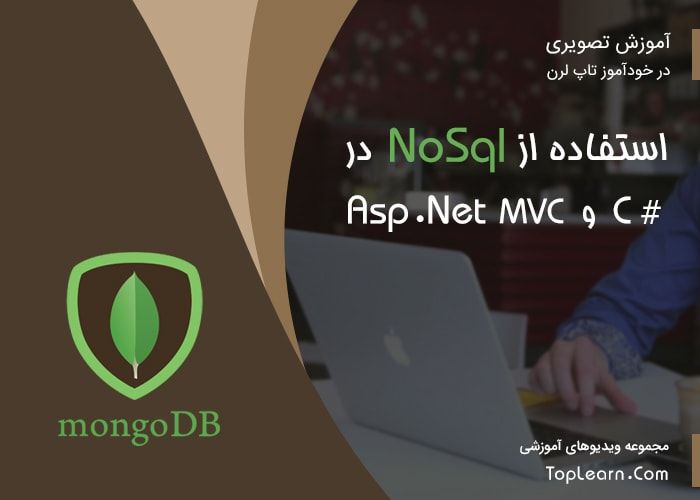 آموزش تصویری
در خودآموز تاپ لرن
استفاده از NoSql در
C# و Asp.Net MVC
mongoDB
مجموعه ویدیوهای آموزشی
TopLearn.Com